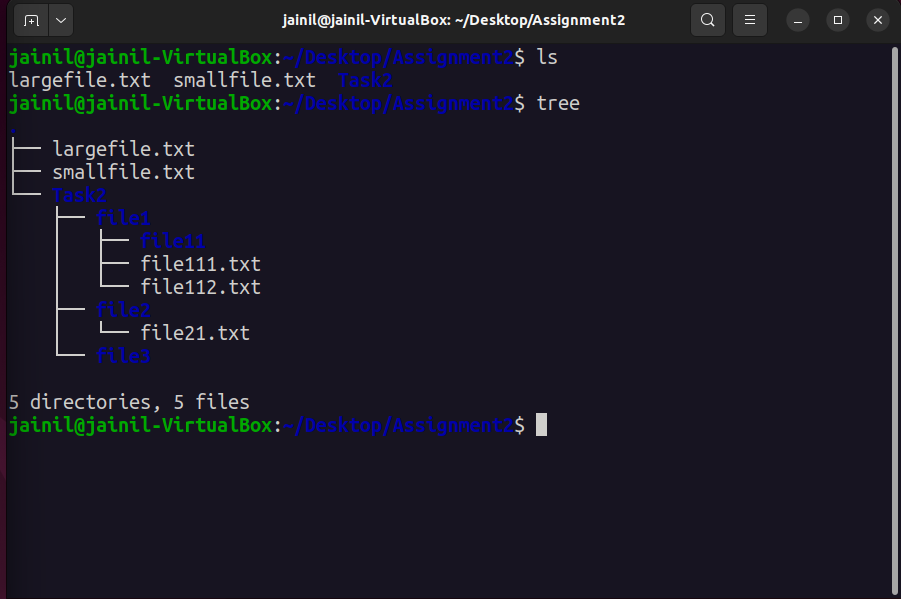 jainil@jainil-VirtualBox: ~/Desktop/Assignment2
jainil@jainil-VirtualBox:~/Desktop/Assignment2$ ls
largefile.txt  smallfile.txt  Task2
jainil@jainil-VirtualBox:~/Desktop/Assignment2$ tree
.
├── largefile.txt
├── smallfile.txt
└── Task2
    ├── file1
    │   ├── file11
    │   ├── file111.txt
    │   └── file112.txt
    ├── file2
    │   └── file21.txt
    └── file3
5 directories, 5 files
jainil@jainil-VirtualBox:~/Desktop/Assignment2$